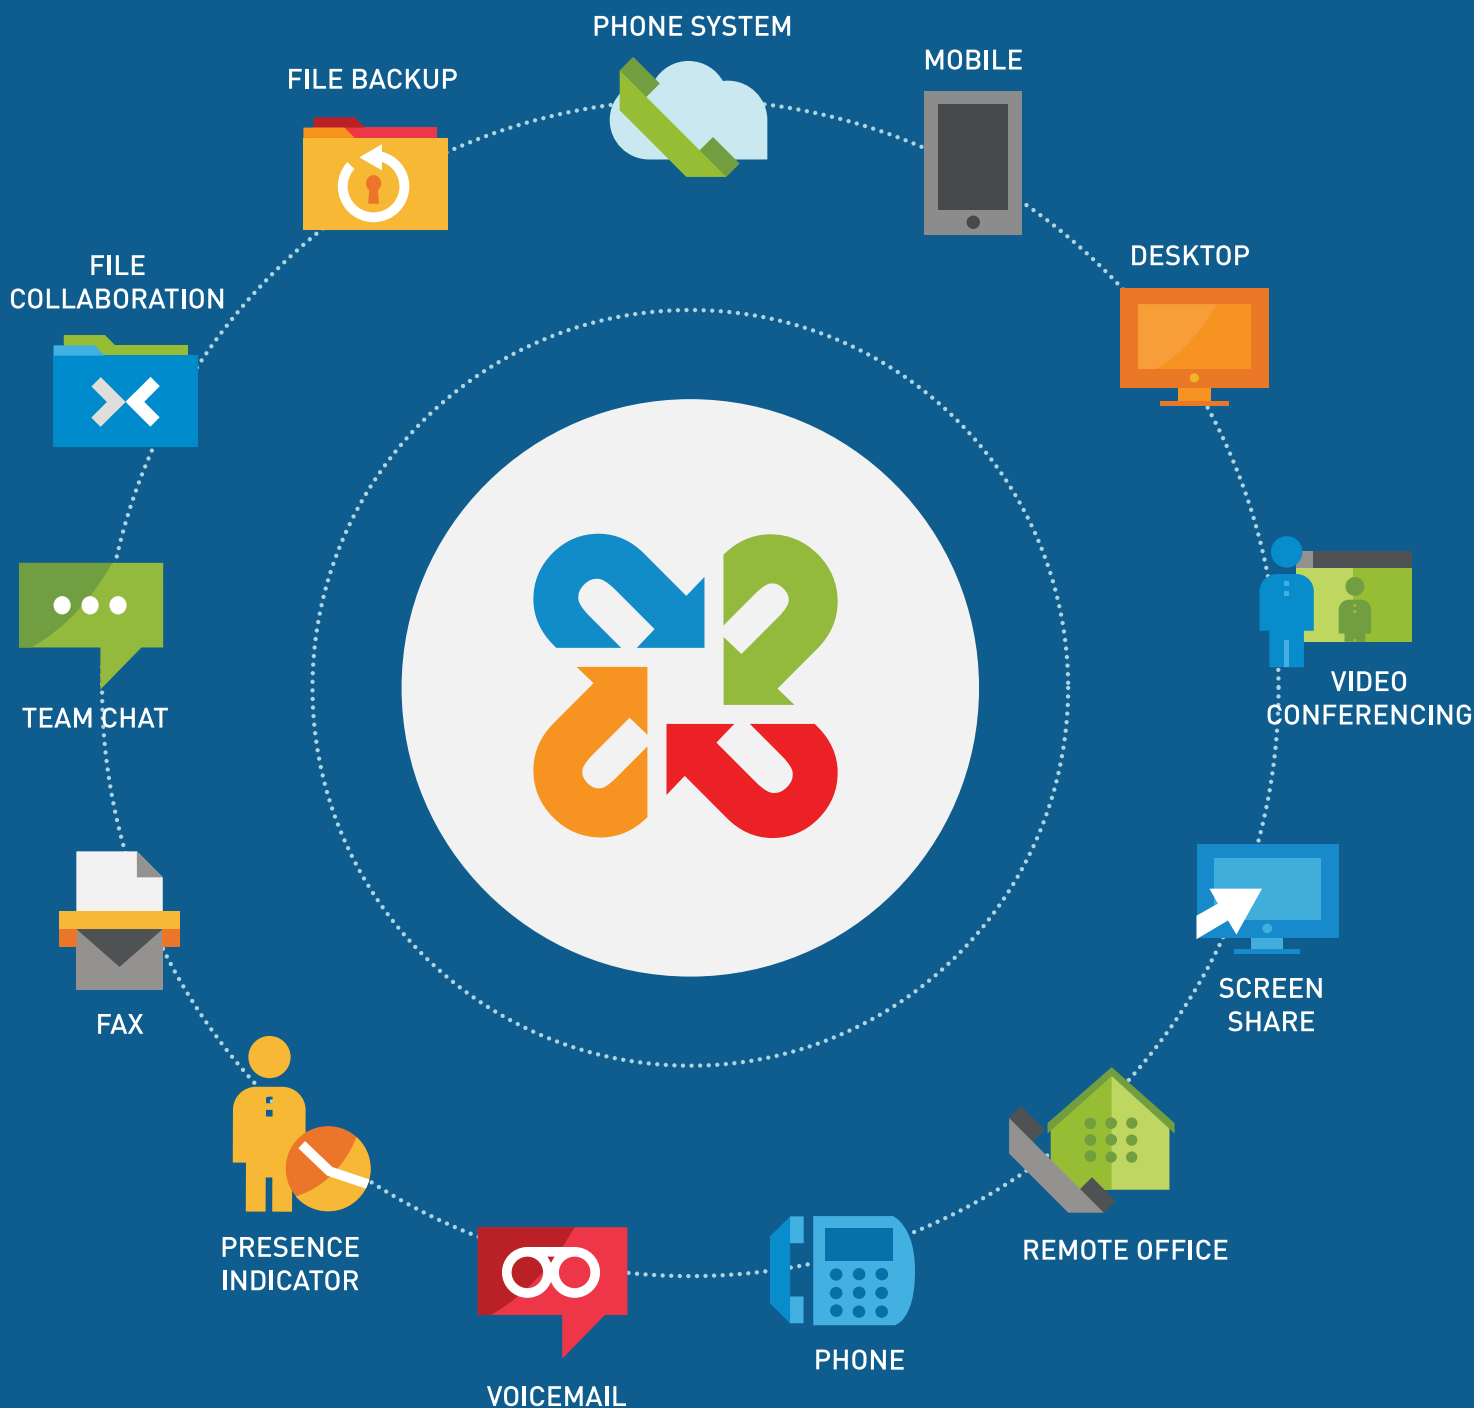 PHONE SYSTEM
MOBILE
FILE BACKUP
DESKTOP
FILE
COLLABORATION
VIDEO
CONFERENCING
TEAM CHAT
SCREEN
SHARE
FAX
REMOTE OFFICE
PRESENCE
INDICATOR
PHONE
VOICEMAIL